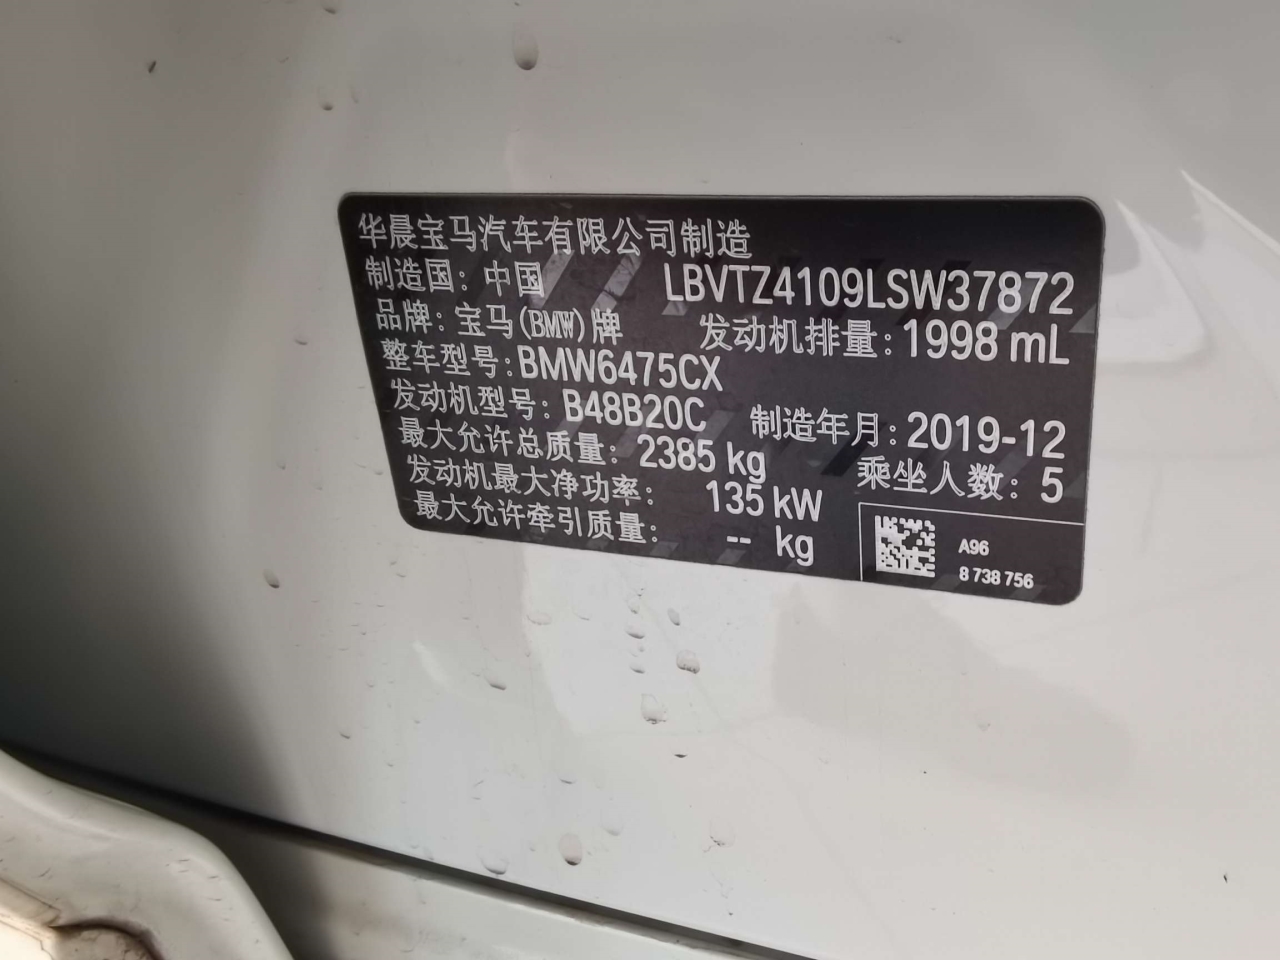 华晨宝马汽车有限公司制造
制造国: 中国 LBVTZ4109LSW37872
品牌: 宝马(BMW)牌 发动机排量: 1998 mL
整车型号: BMW6475CX
发动机型号: B48B20C 制造年月: 2019-12
最大允许总质量: 2385 kg 乘坐人数: 5
发动机最大净功率: 135 kW
最大允许牵引质量: -- kg
A96
8 738 756